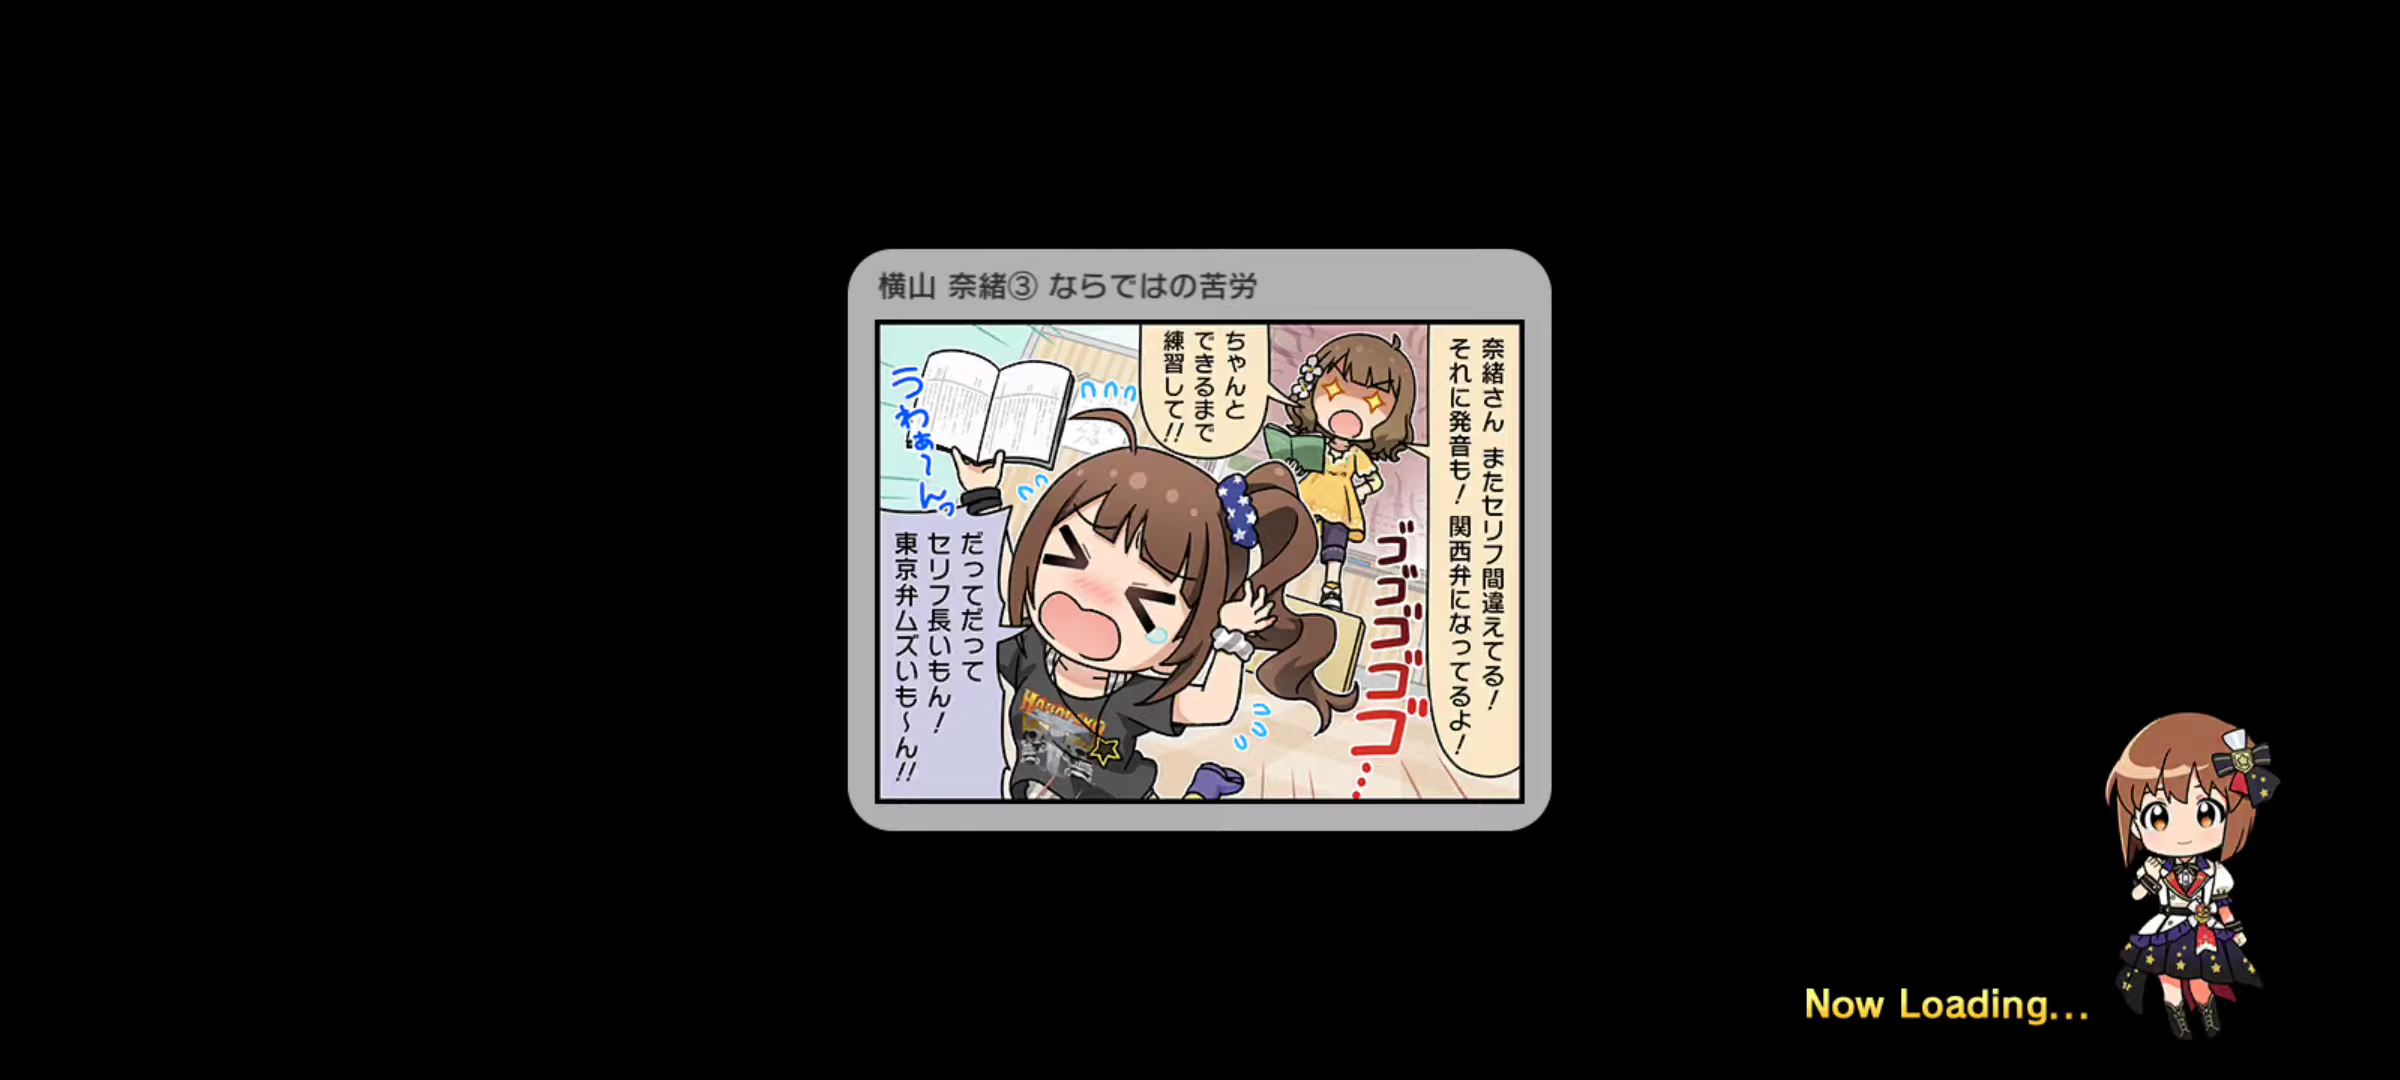 横山 奈緒③ ならではの苦労
奈緒さん またセリフ間違えてる！
それに発音も！ 関西弁になってるよ！
ちゃんと
できるまで
練習して!!
ゴゴゴゴゴ…
うわぁ～んっ
だってだって
セリフ長いもん！
東京弁ムズいも～ん!!
Now Loading...